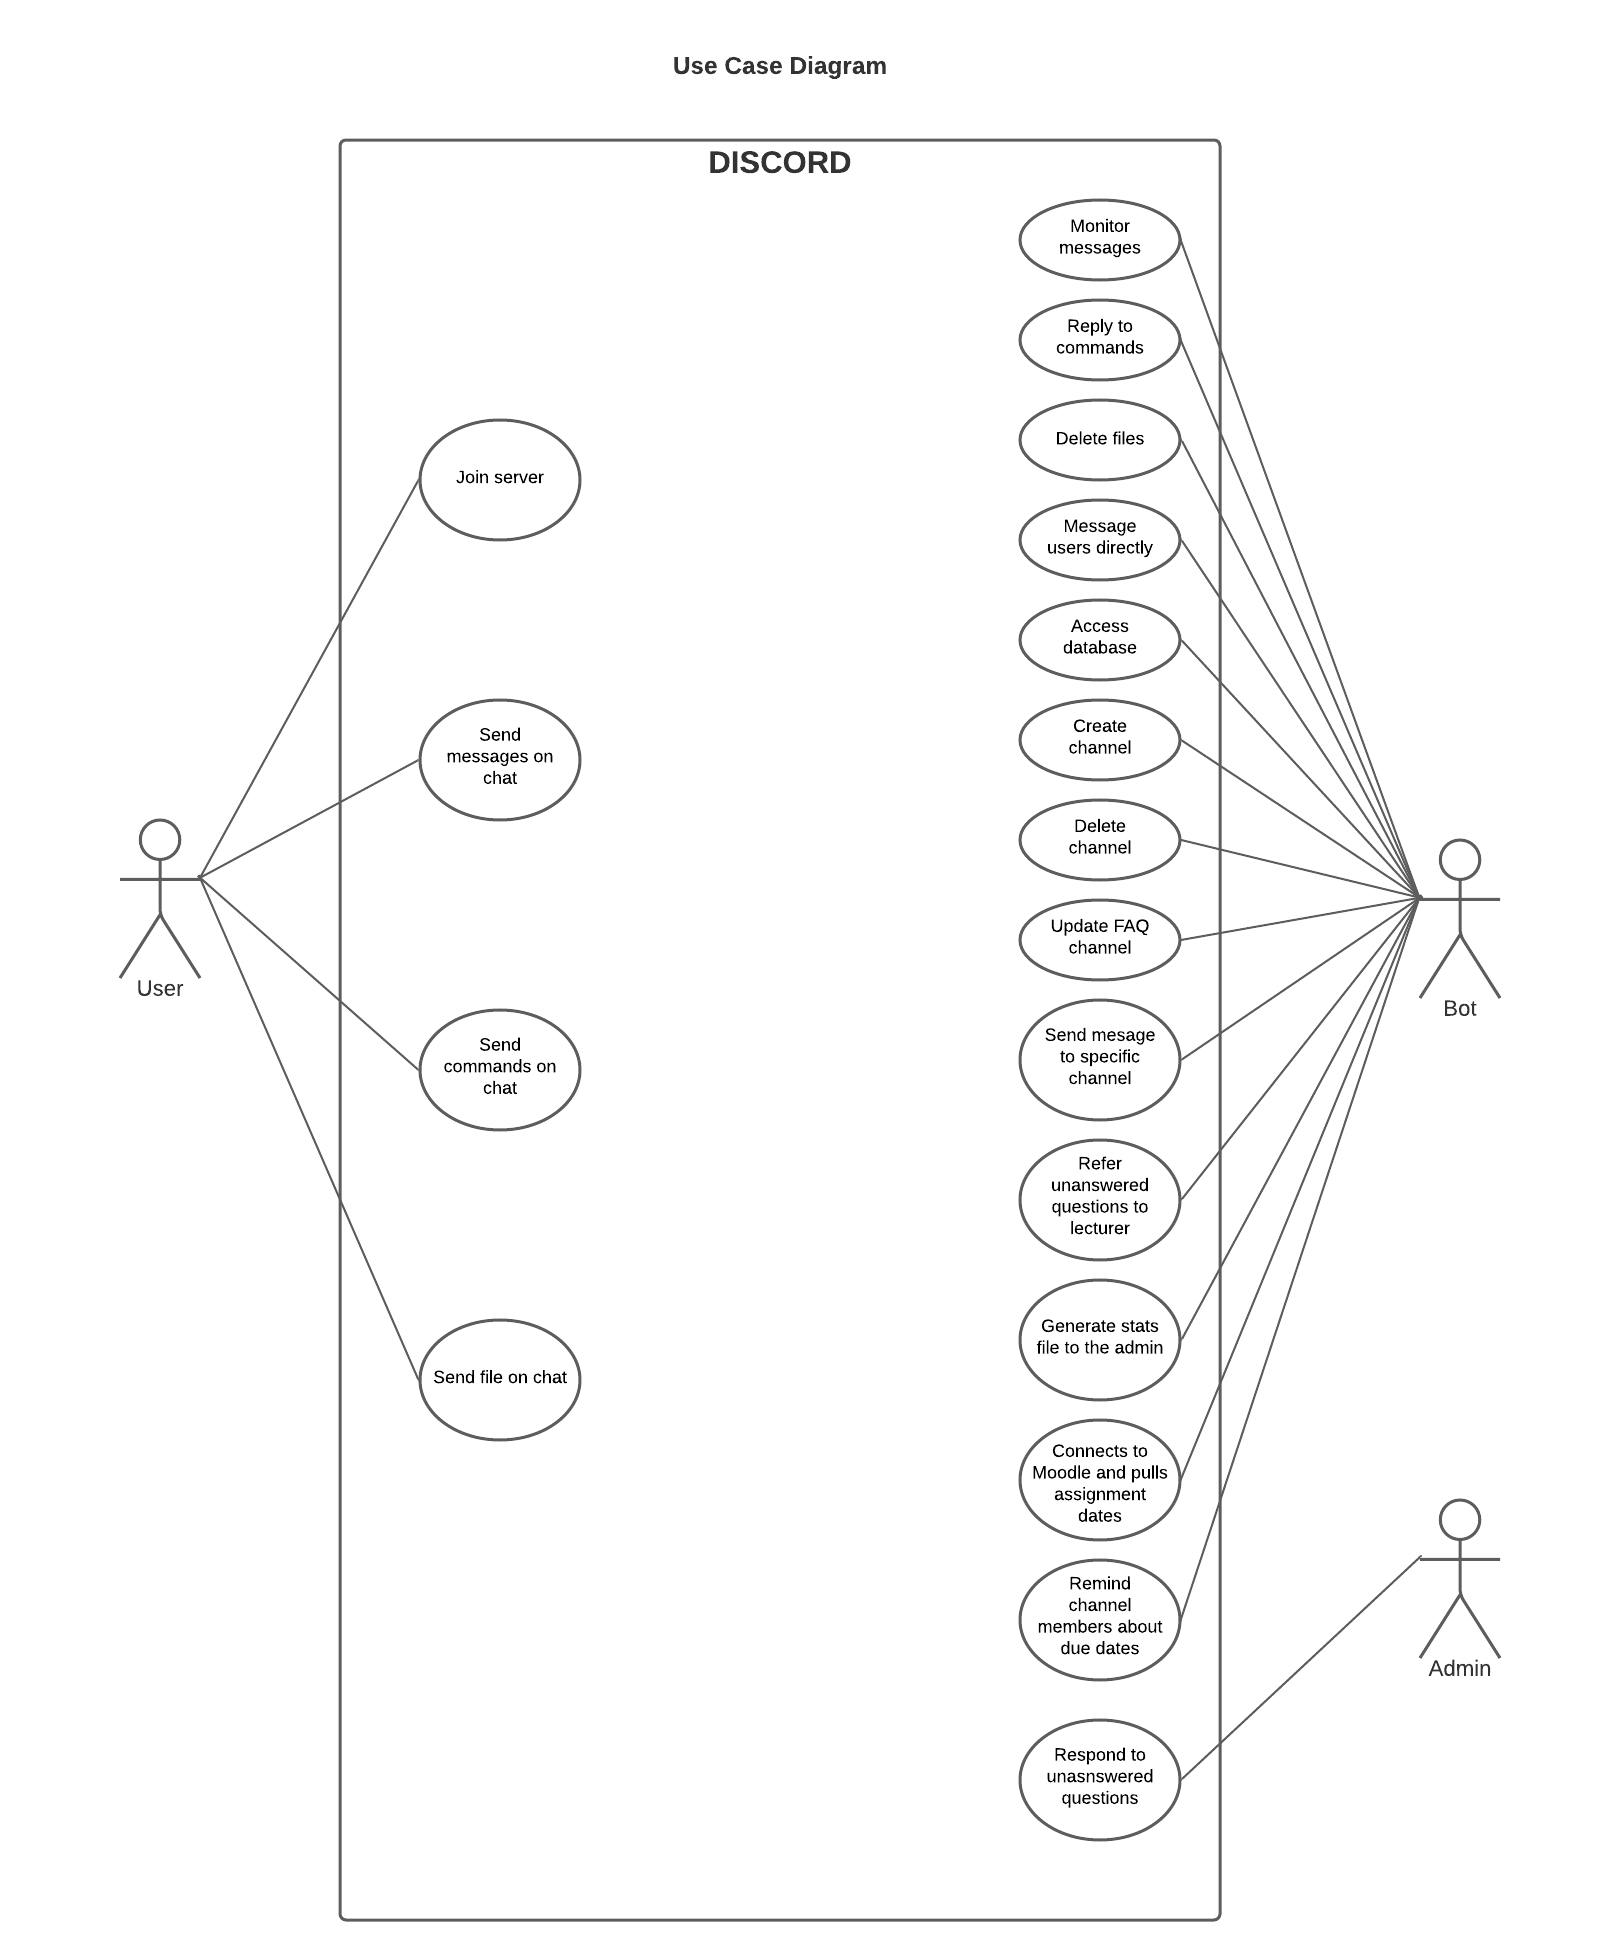 Use Case Diagram
DISCORD
Monitor
messages
Reply to
commands
Delete files
Message
users directly
Access
database
Create
channel
Delete
channel
Update FAQ
channel
Send mesage
to specific
channel
Refer
unanswered
questions to
lecturer
Generate stats
file to the admin
Connects to
Moodle and pulls
assignment
dates
Remind
channel
members about
due dates
Respond to
unasnswered
questions
Join server
Send
messages on
chat
Send
commands on
chat
Send file on chat
User
Bot
Admin